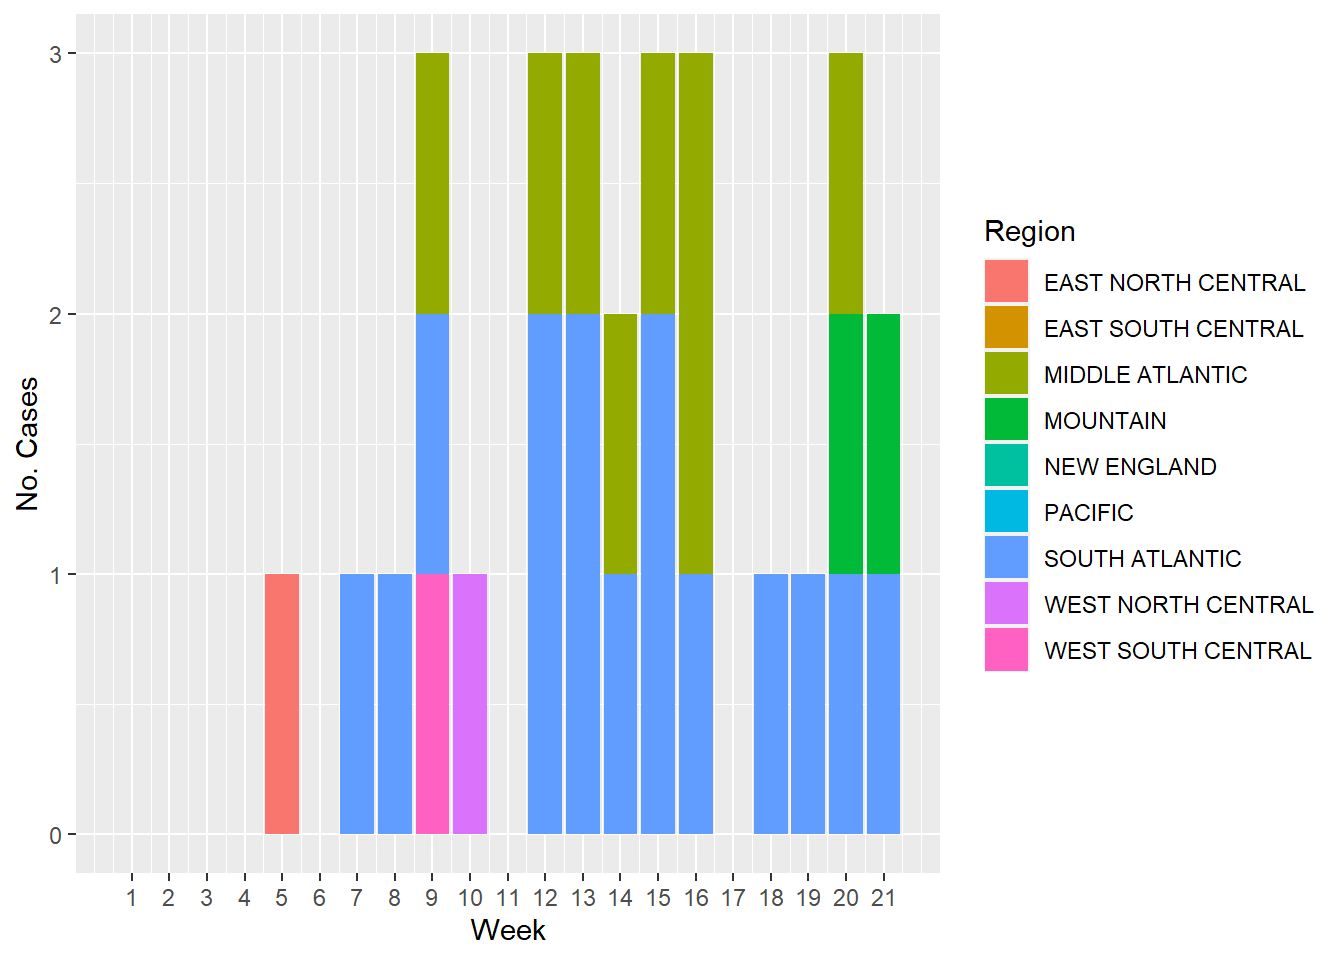 3
2
1
0
No. Cases
1 2 3 4 5 6 7 8 9 10 11 12 13 14 15 16 17 18 19 20 21
Week
Region
EAST NORTH CENTRAL
EAST SOUTH CENTRAL
MIDDLE ATLANTIC
MOUNTAIN
NEW ENGLAND
PACIFIC
SOUTH ATLANTIC
WEST NORTH CENTRAL
WEST SOUTH CENTRAL